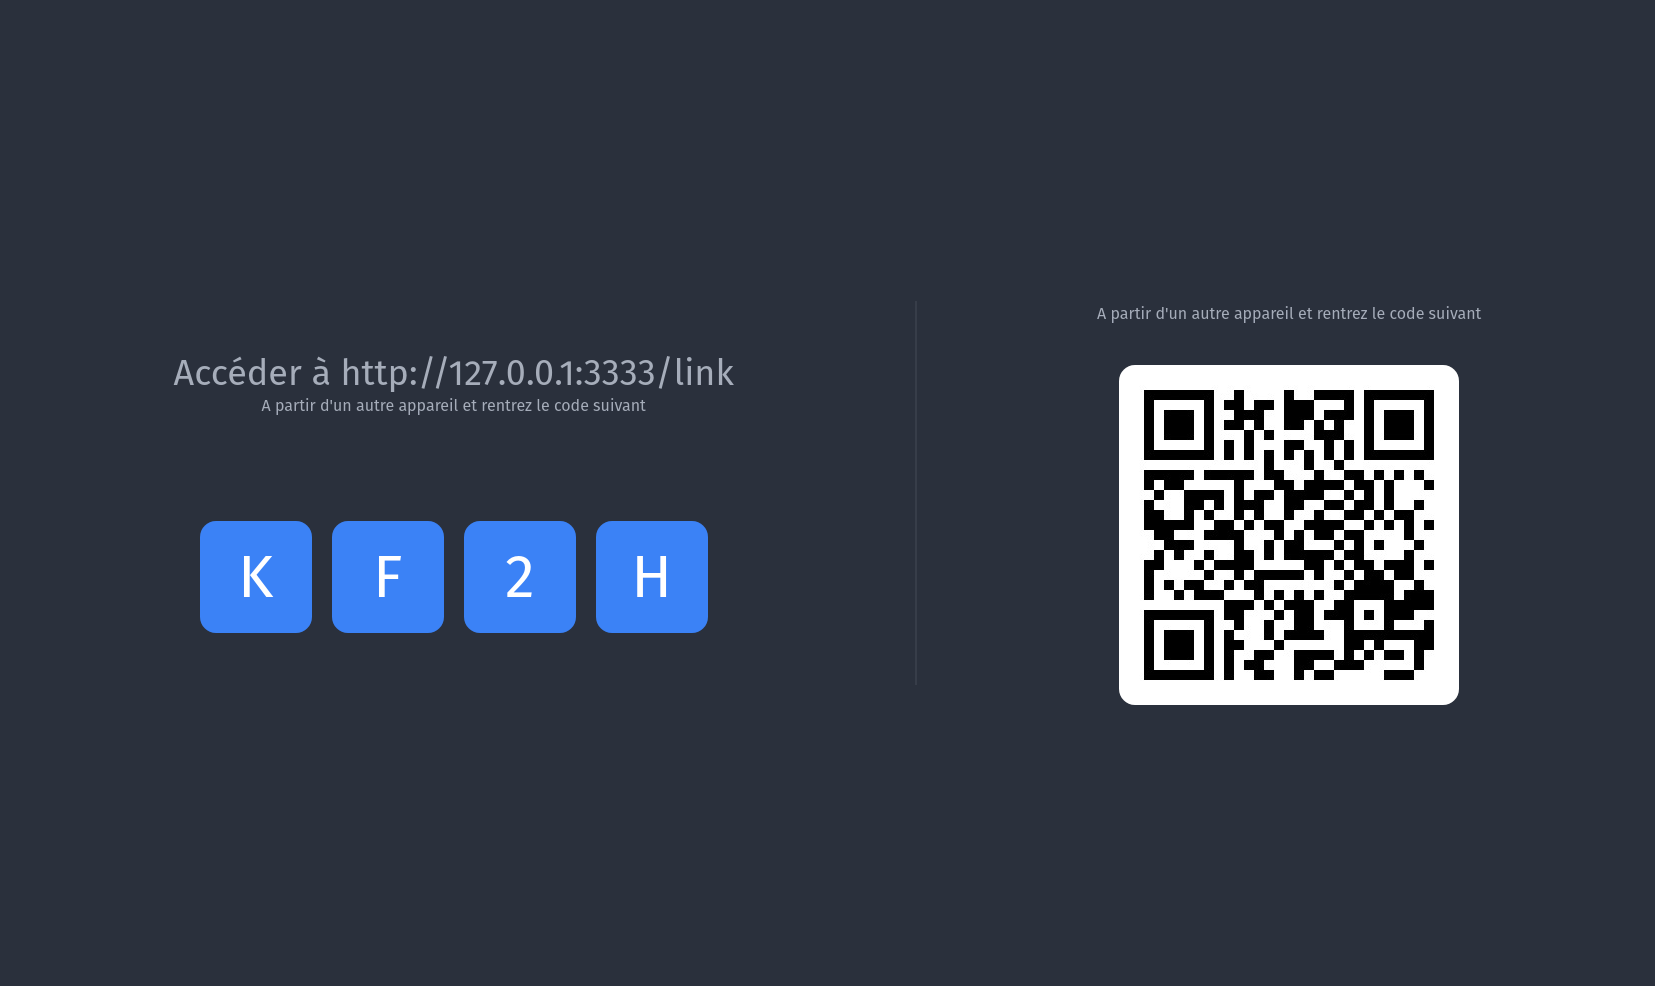 Accéder à http://127.0.0.1:3333/link
A partir d'un autre appareil et rentrez le code suivant
K F 2 H
A partir d'un autre appareil et rentrez le code suivant